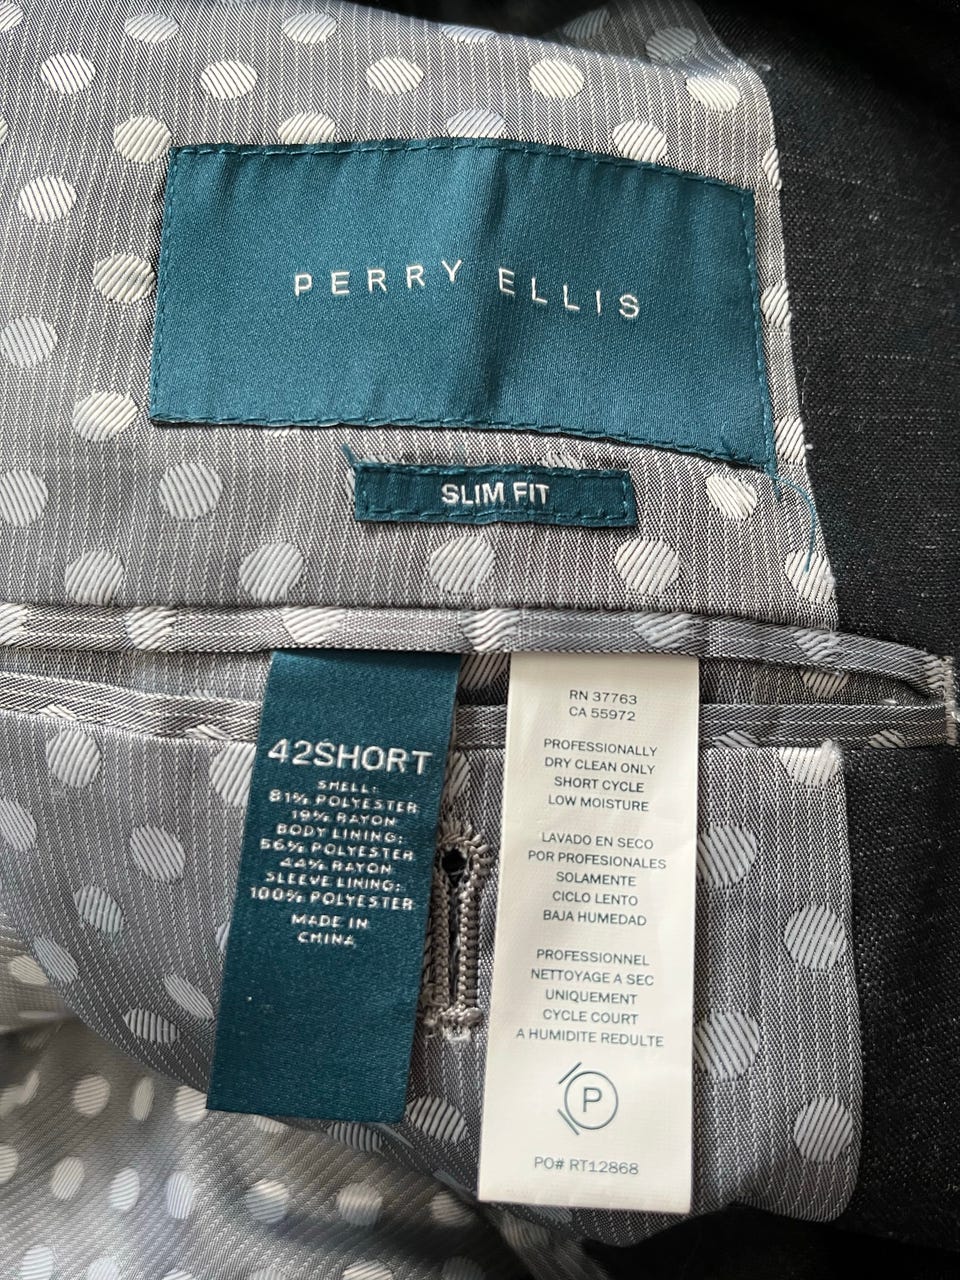 PERRY ELLIS
SLIM FIT
42SHORT
SHELL:
81% POLYESTER
19% RAYON
BODY LINING:
56% POLYESTER
44% RAYON
SLEEVE LINING:
100% POLYESTER
MADE IN
CHINA
RN 37763
CA 55972
PROFESSIONALLY
DRY CLEAN ONLY
SHORT CYCLE
LOW MOISTURE
LAVADO EN SECO
POR PROFESIONALES
SOLAMENTE
CICLO LENTO
BAJA HUMEDAD
PROFESSIONNEL
NETTOYAGE A SEC
UNIQUEMENT
CYCLE COURT
A HUMIDITE REDULTE
P
PO# RT12868